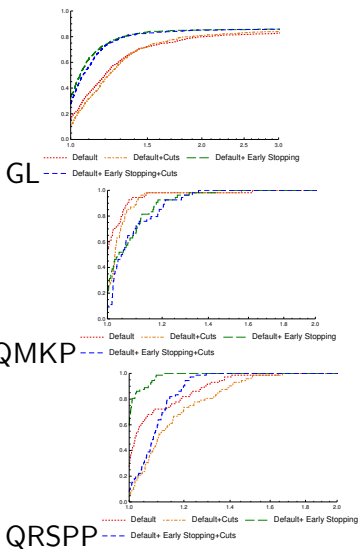 1.0
0.8
0.6
0.4
0.2
0.0
1.0 1.5 2.0 2.5 3.0
Default Default+Cuts Default+ Early Stopping
GL Default+ Early Stopping+Cuts
1.0
0.8
0.6
0.4
0.2
0.0
1.0 1.2 1.4 1.6 1.8 2.0
Default Default+Cuts Default+ Early Stopping
QMKP Default+ Early Stopping+Cuts
1.0
0.8
0.6
0.4
0.2
0.0
1.0 1.2 1.4 1.6 1.8 2.0
Default Default+Cuts Default+ Early Stopping
QRSPP Default+ Early Stopping+Cuts